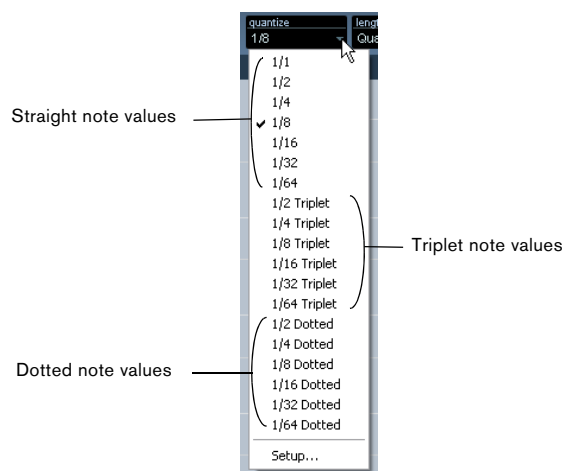 quantize
1/8
leng
Qua
1/1
1/2
1/4
1/8
1/16
1/32
1/64
1/2 Triplet
1/4 Triplet
1/8 Triplet
1/16 Triplet
1/32 Triplet
1/64 Triplet
1/2 Dotted
1/4 Dotted
1/8 Dotted
1/16 Dotted
1/32 Dotted
1/64 Dotted
Setup...
Straight note values
Triplet note values
Dotted note values